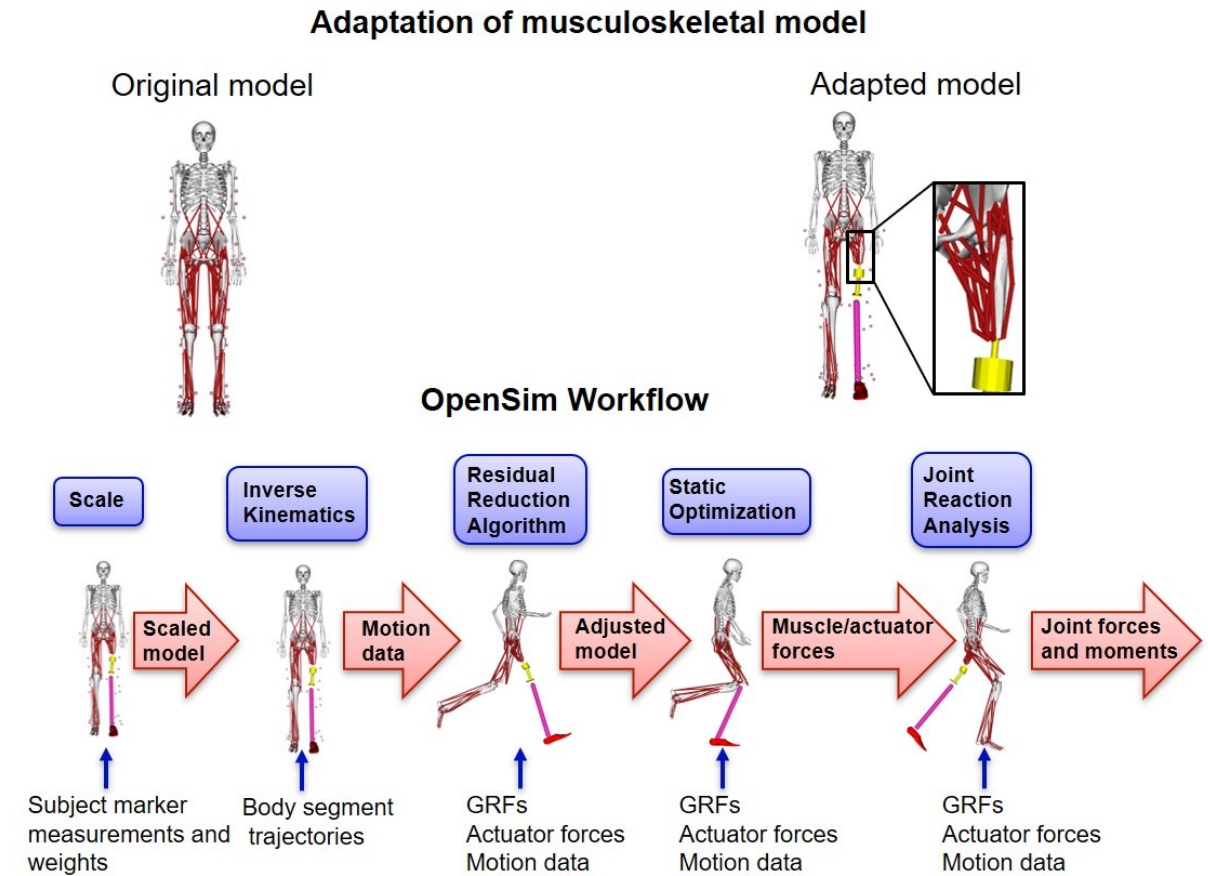 Adaptation of musculoskeletal model
Original model
Adapted model
OpenSim Workflow
Scale
Inverse
Kinematics
Residual
Reduction
Algorithm
Static
Optimization
Joint
Reaction
Analysis
Scaled
model
Motion
data
Adjusted
model
Muscle/actuator
forces
Joint forces
and moments
Subject marker
measurements and
weights
Body segment
trajectories
GRFs
Actuator forces
Motion data
GRFs
Actuator forces
Motion data
GRFs
Actuator forces
Motion data